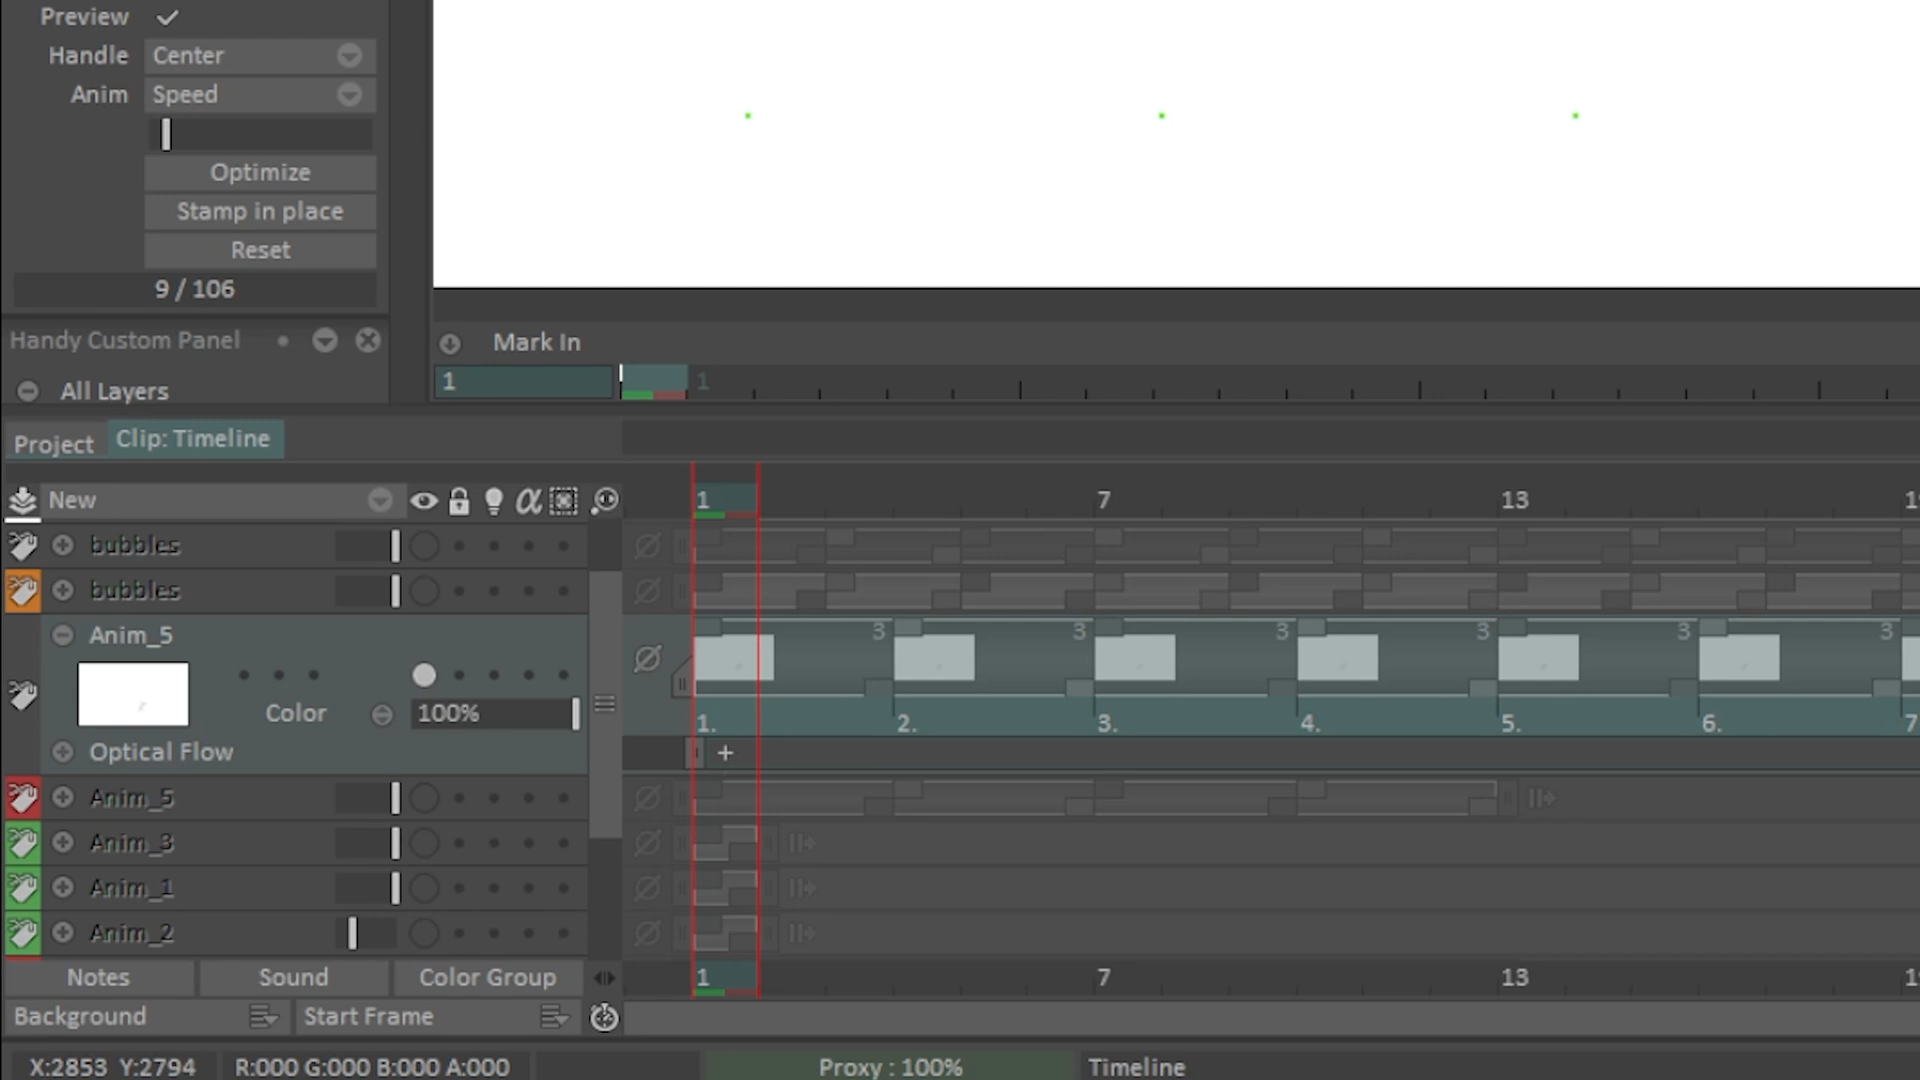 Preview
Handle Center
Anim Speed
Optimize
Stamp in place
Reset
9 / 106
Handy Custom Panel
All Layers
Mark In
1 1
Project Clip: Timeline
New 1 7 13
bubbles
bubbles
Anim_5 3 3 3 3 3 3
Color 100% 1. 2. 3. 4. 5. 6. 7
Optical Flow +
Anim_5
Anim_3
Anim_1
Anim_2
Notes Sound Color Group 1 7 13
Background Start Frame
X:2853 Y:2794 R:000 G:000 B:000 A:000 Proxy : 100% Timeline